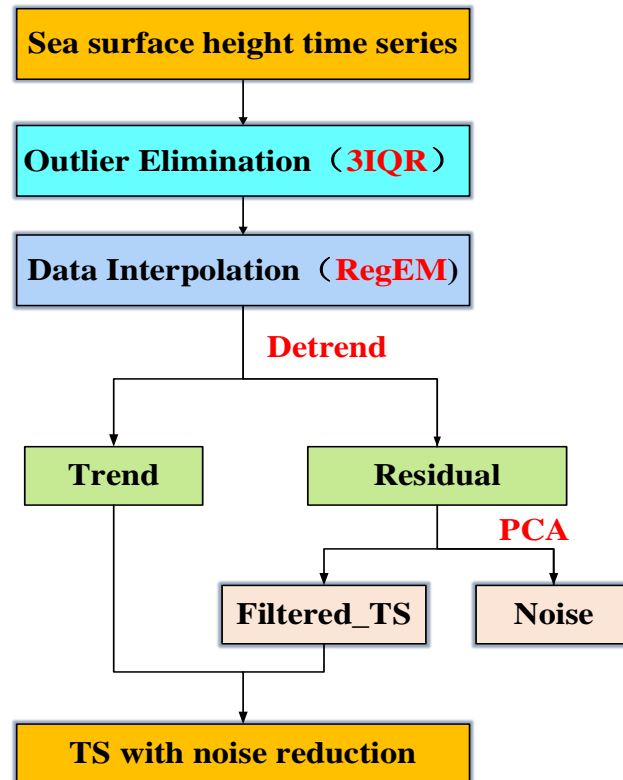 Sea surface height time series
Outlier Elimination（3IQR）
Data Interpolation（RegEM)
Detrend
Trend
Residual
PCA
Filtered_TS
Noise
TS with noise reduction